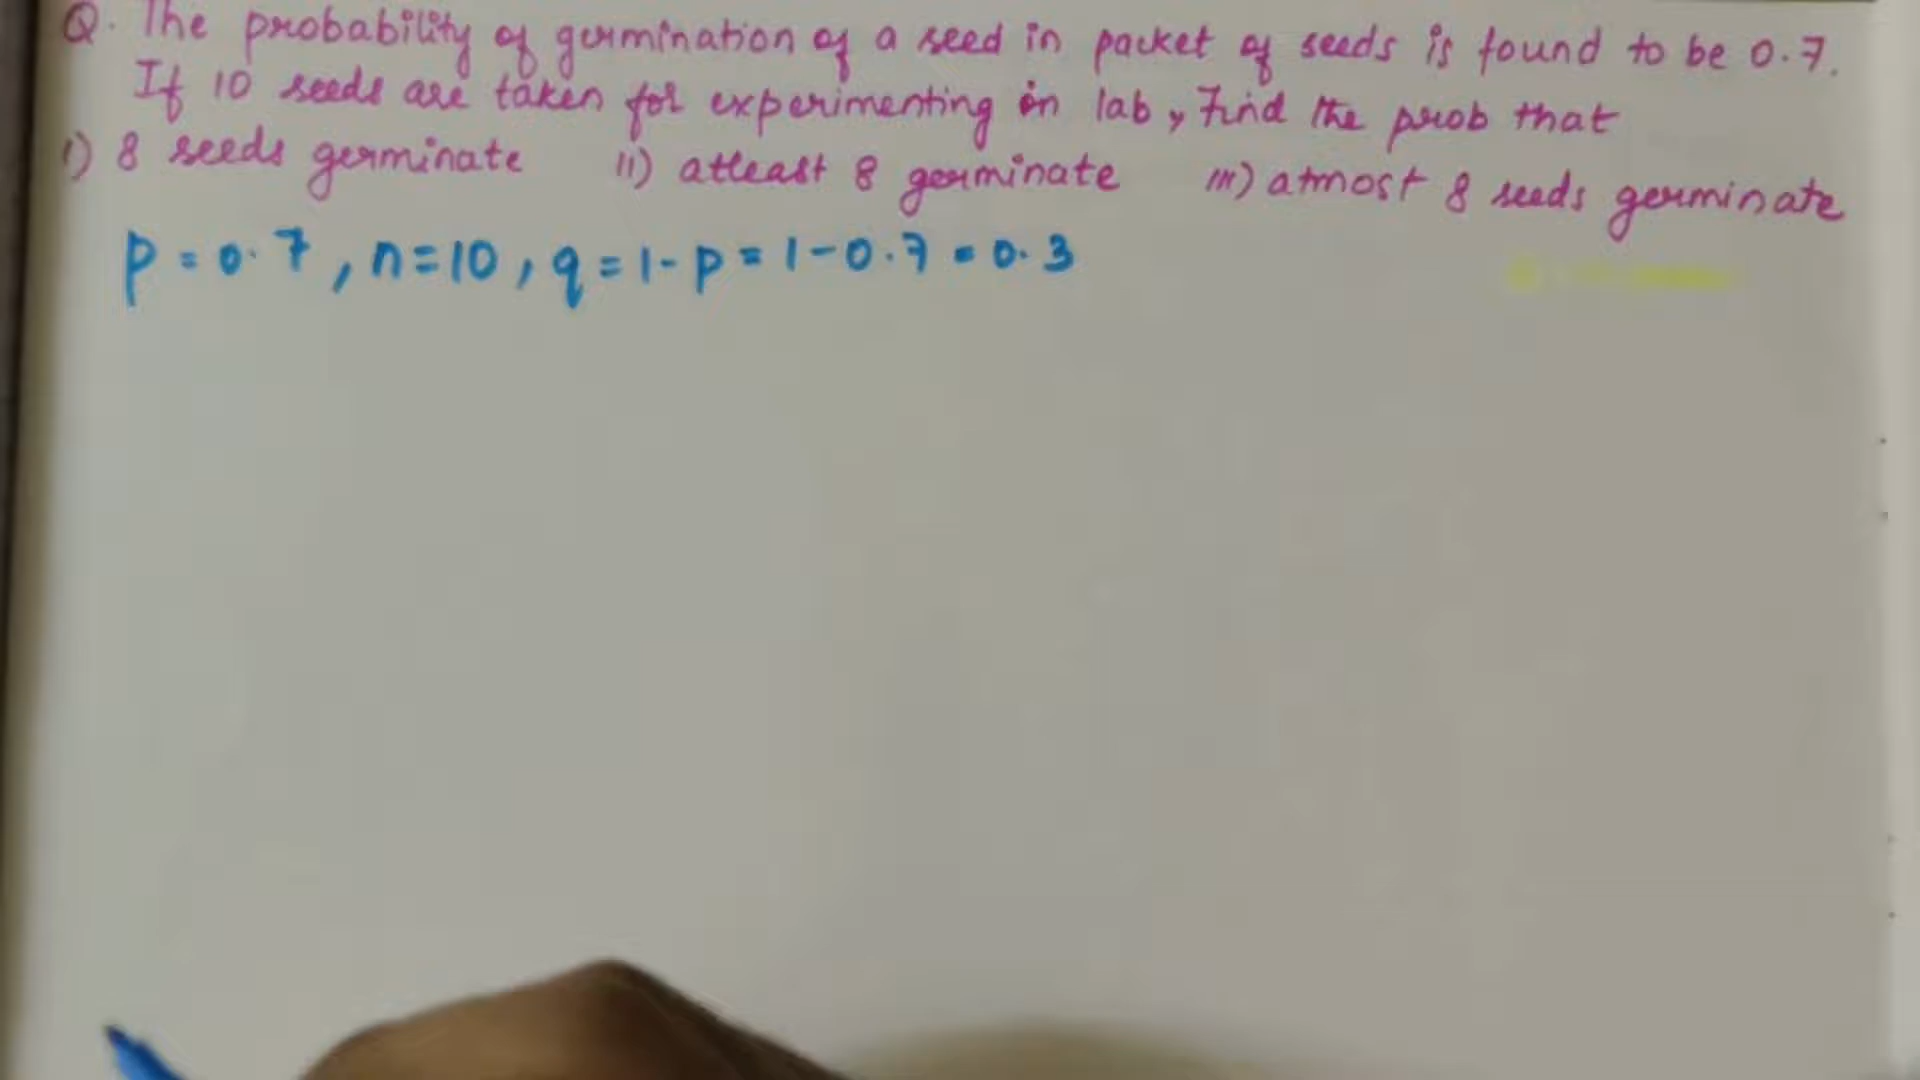 Q. The probability of germination of a seed in packet of seeds is found to be 0.7.
If 10 seeds are taken for experimenting in lab, Find the prob that
i) 8 seeds germinate ii) atleast 8 germinate iii) atmost 8 seeds germinate
p = 0.7, n=10, q = 1-p = 1-0.7 = 0.3